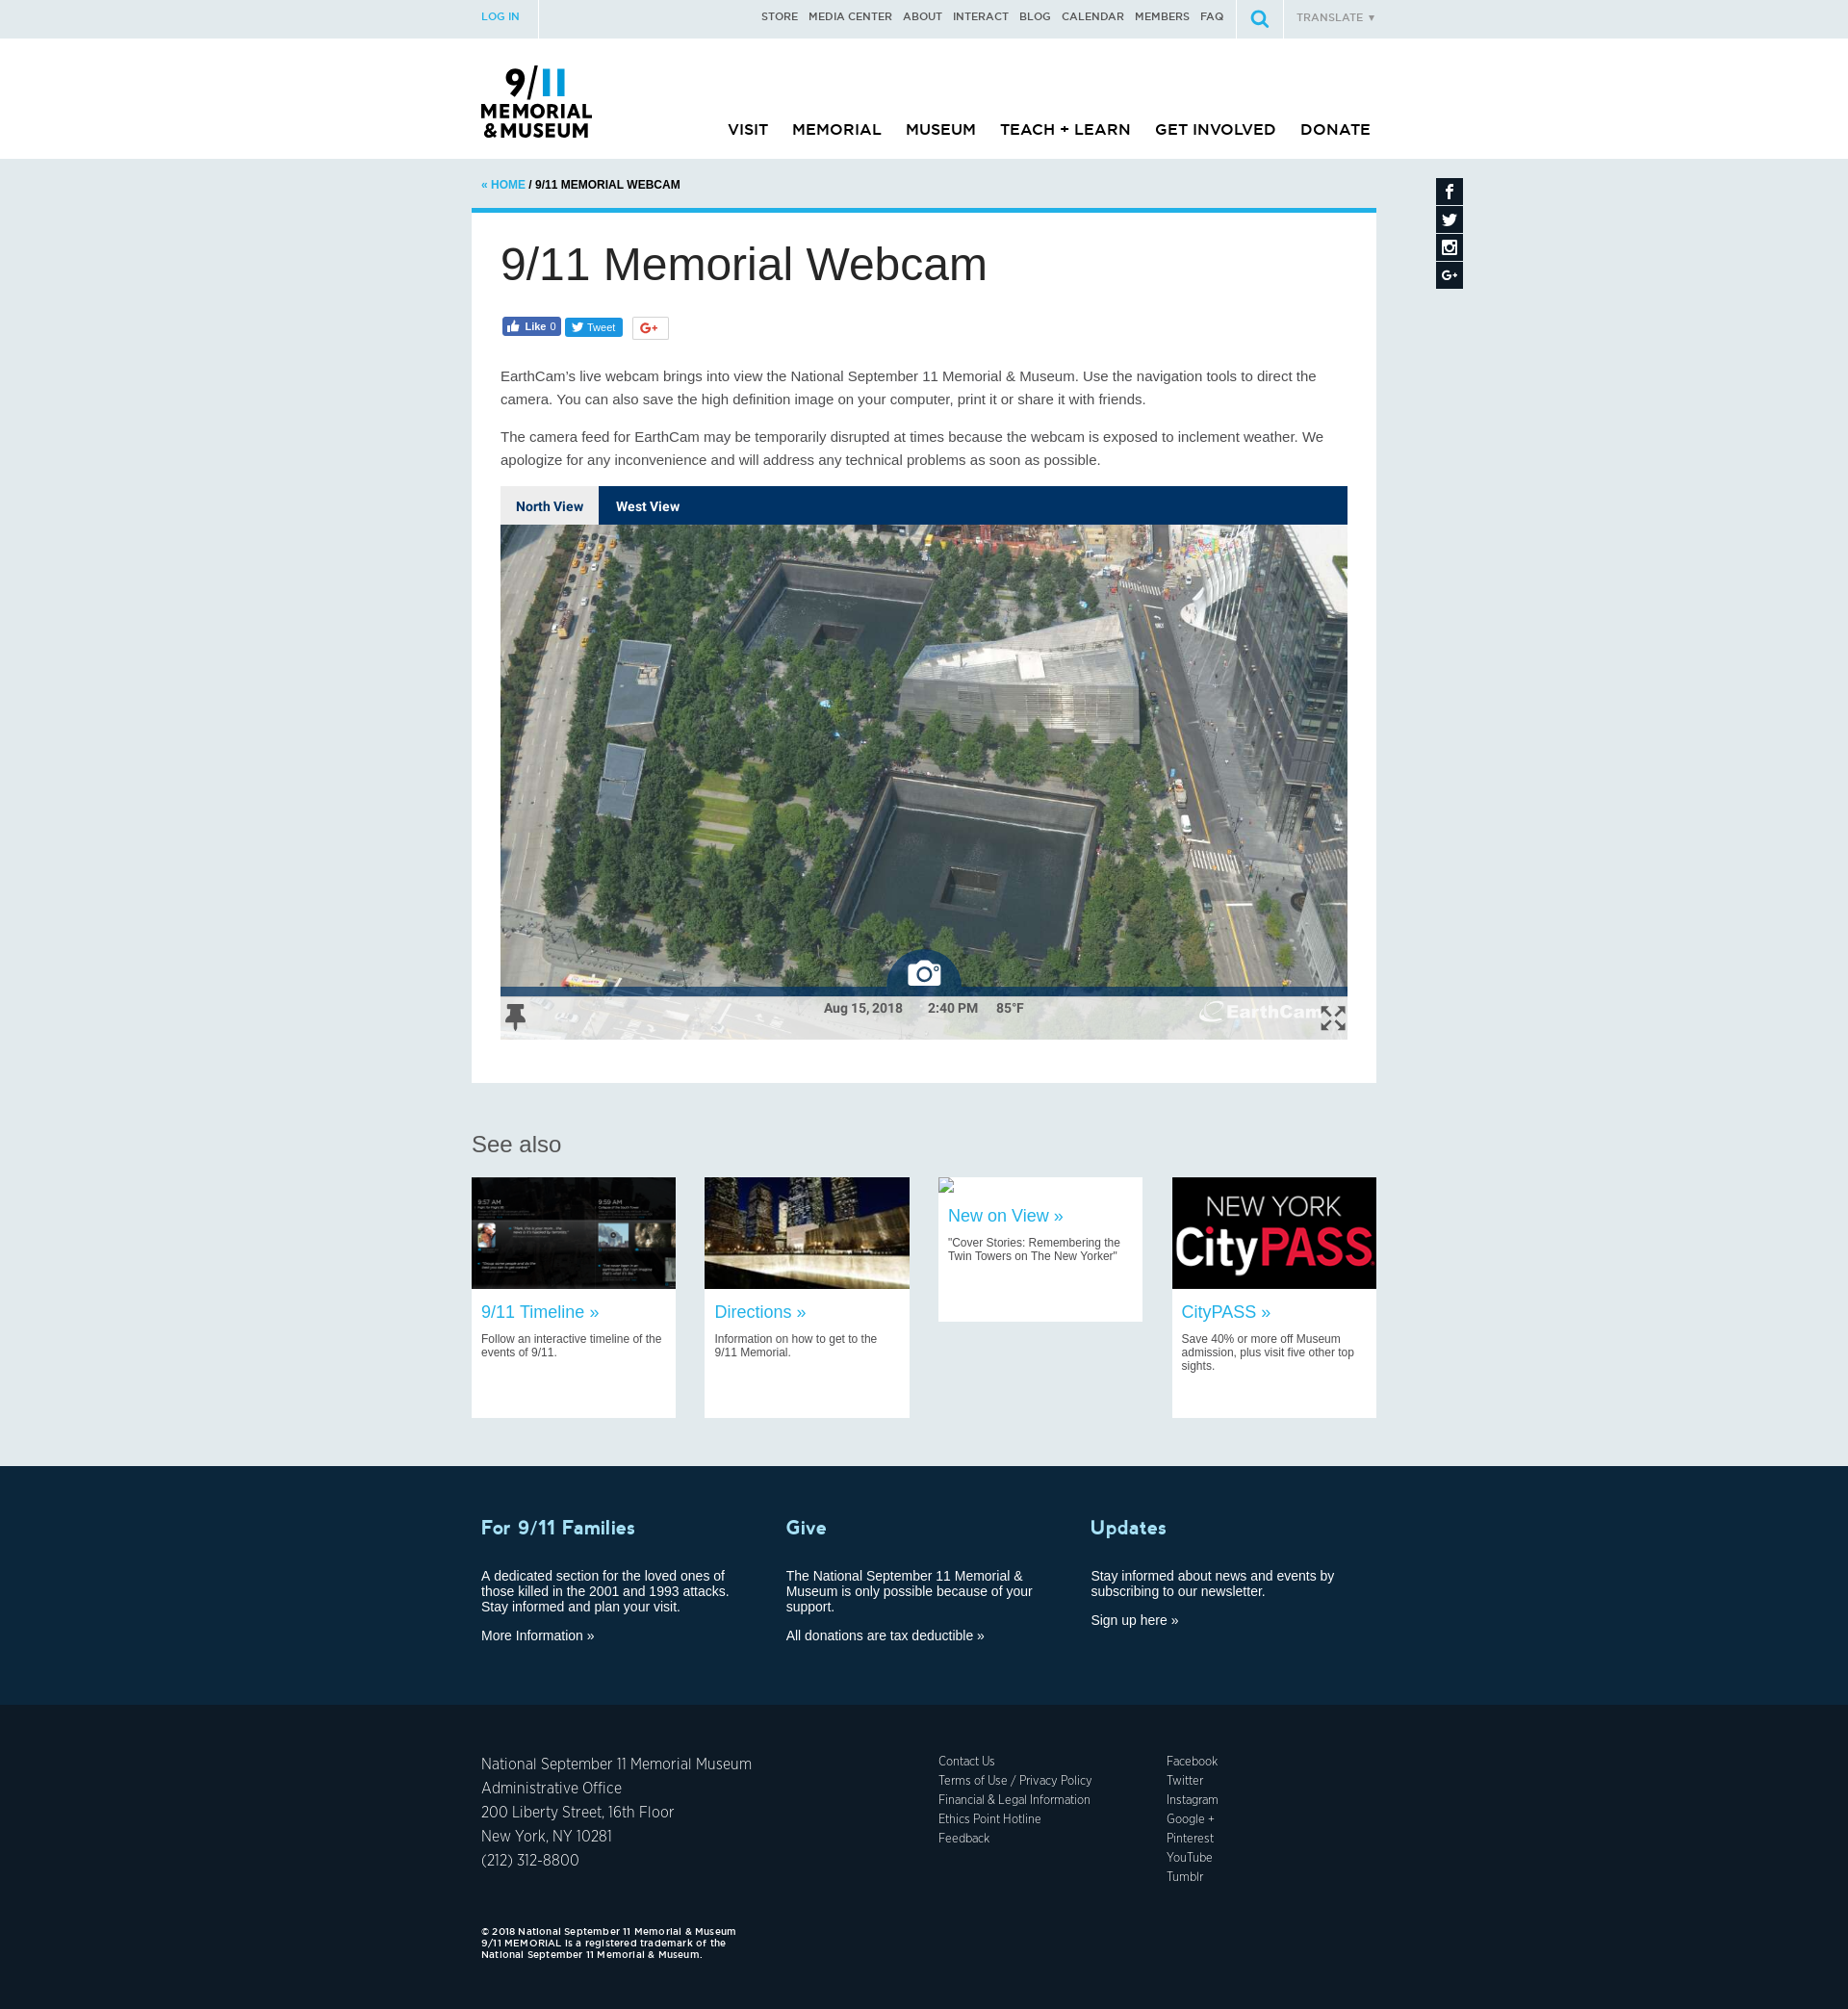 LOG IN
STORE MEDIA CENTER ABOUT INTERACT BLOG CALENDAR MEMBERS FAQ
TRANSLATE ▼
9/11
MEMORIAL
& MUSEUM
VISIT MEMORIAL MUSEUM TEACH + LEARN GET INVOLVED DONATE
« HOME / 9/11 MEMORIAL WEBCAM
9/11 Memorial Webcam
Like 0
Tweet
G+
EarthCam's live webcam brings into view the National September 11 Memorial & Museum. Use the navigation tools to direct the
camera. You can also save the high definition image on your computer, print it or share it with friends.
The camera feed for EarthCam may be temporarily disrupted at times because the webcam is exposed to inclement weather. We
apologize for any inconvenience and will address any technical problems as soon as possible.
North View West View
Aug 15, 2018 2:40 PM 85°F
EarthCam
See also
9:57 AM
9:59 AM
9/11 Timeline »
Follow an interactive timeline of the
events of 9/11.
Directions »
Information on how to get to the
9/11 Memorial.
New on View »
"Cover Stories: Remembering the
Twin Towers on The New Yorker"
NEW YORK
CityPASS
CityPASS »
Save 40% or more off Museum
admission, plus visit five other top
sights.
For 9/11 Families
A dedicated section for the loved ones of
those killed in the 2001 and 1993 attacks.
Stay informed and plan your visit.
More Information »
Give
The National September 11 Memorial &
Museum is only possible because of your
support.
All donations are tax deductible »
Updates
Stay informed about news and events by
subscribing to our newsletter.
Sign up here »
National September 11 Memorial Museum
Administrative Office
200 Liberty Street, 16th Floor
New York, NY 10281
(212) 312-8800
Contact Us
Terms of Use / Privacy Policy
Financial & Legal Information
Ethics Point Hotline
Feedback
Facebook
Twitter
Instagram
Google +
Pinterest
YouTube
Tumblr
© 2018 National September 11 Memorial & Museum
9/11 MEMORIAL is a registered trademark of the
National September 11 Memorial & Museum.